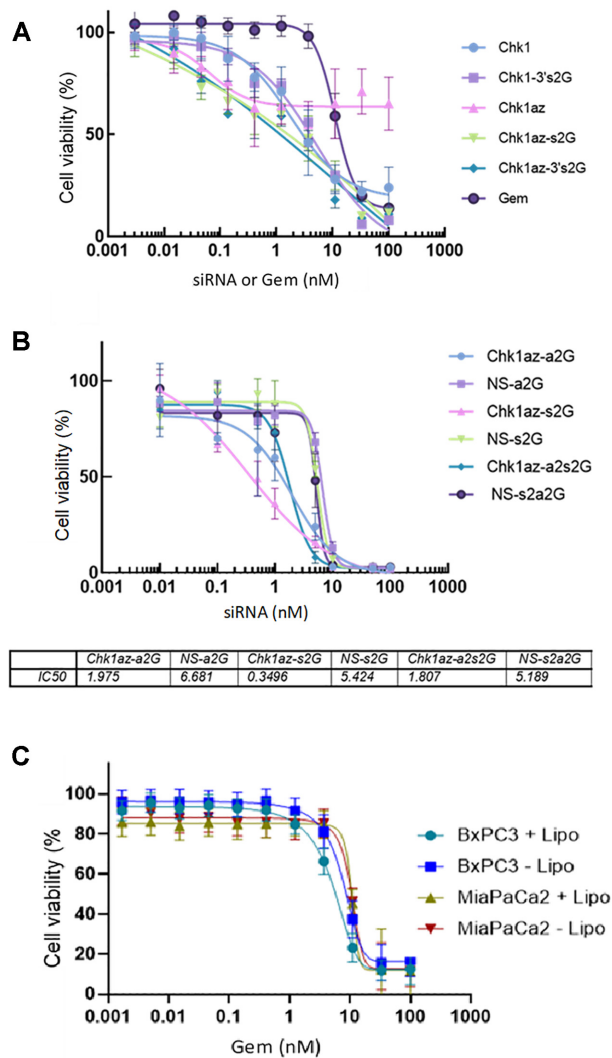 A
100
50
0
Cell viability (%)
0.001 0.01 0.1 1 10 100 1000
siRNA or Gem (nM)
Chk1
Chk1-3's2G
Chk1az
Chk1az-s2G
Chk1az-3's2G
Gem
B
100
50
0
Cell viability (%)
0.001 0.01 0.1 1 10 100 1000
siRNA (nM)
Chk1az-a2G
NS-a2G
Chk1az-s2G
NS-s2G
Chk1az-a2s2G
NS-s2a2G
Chk1az-a2G NS-a2G Chk1az-s2G NS-s2G Chk1az-a2s2G NS-s2a2G
IC50 1.975 6.681 0.3496 5.424 1.807 5.189
C
100
80
60
40
20
0
Cell viability (%
0.001 0.01 0.1 1 10 100 1000
Gem (nM)
BxPC3 + Lipo
BxPC3 - Lipo
MiaPaCa2 + Lipo
MiaPaCa2 - Lipo